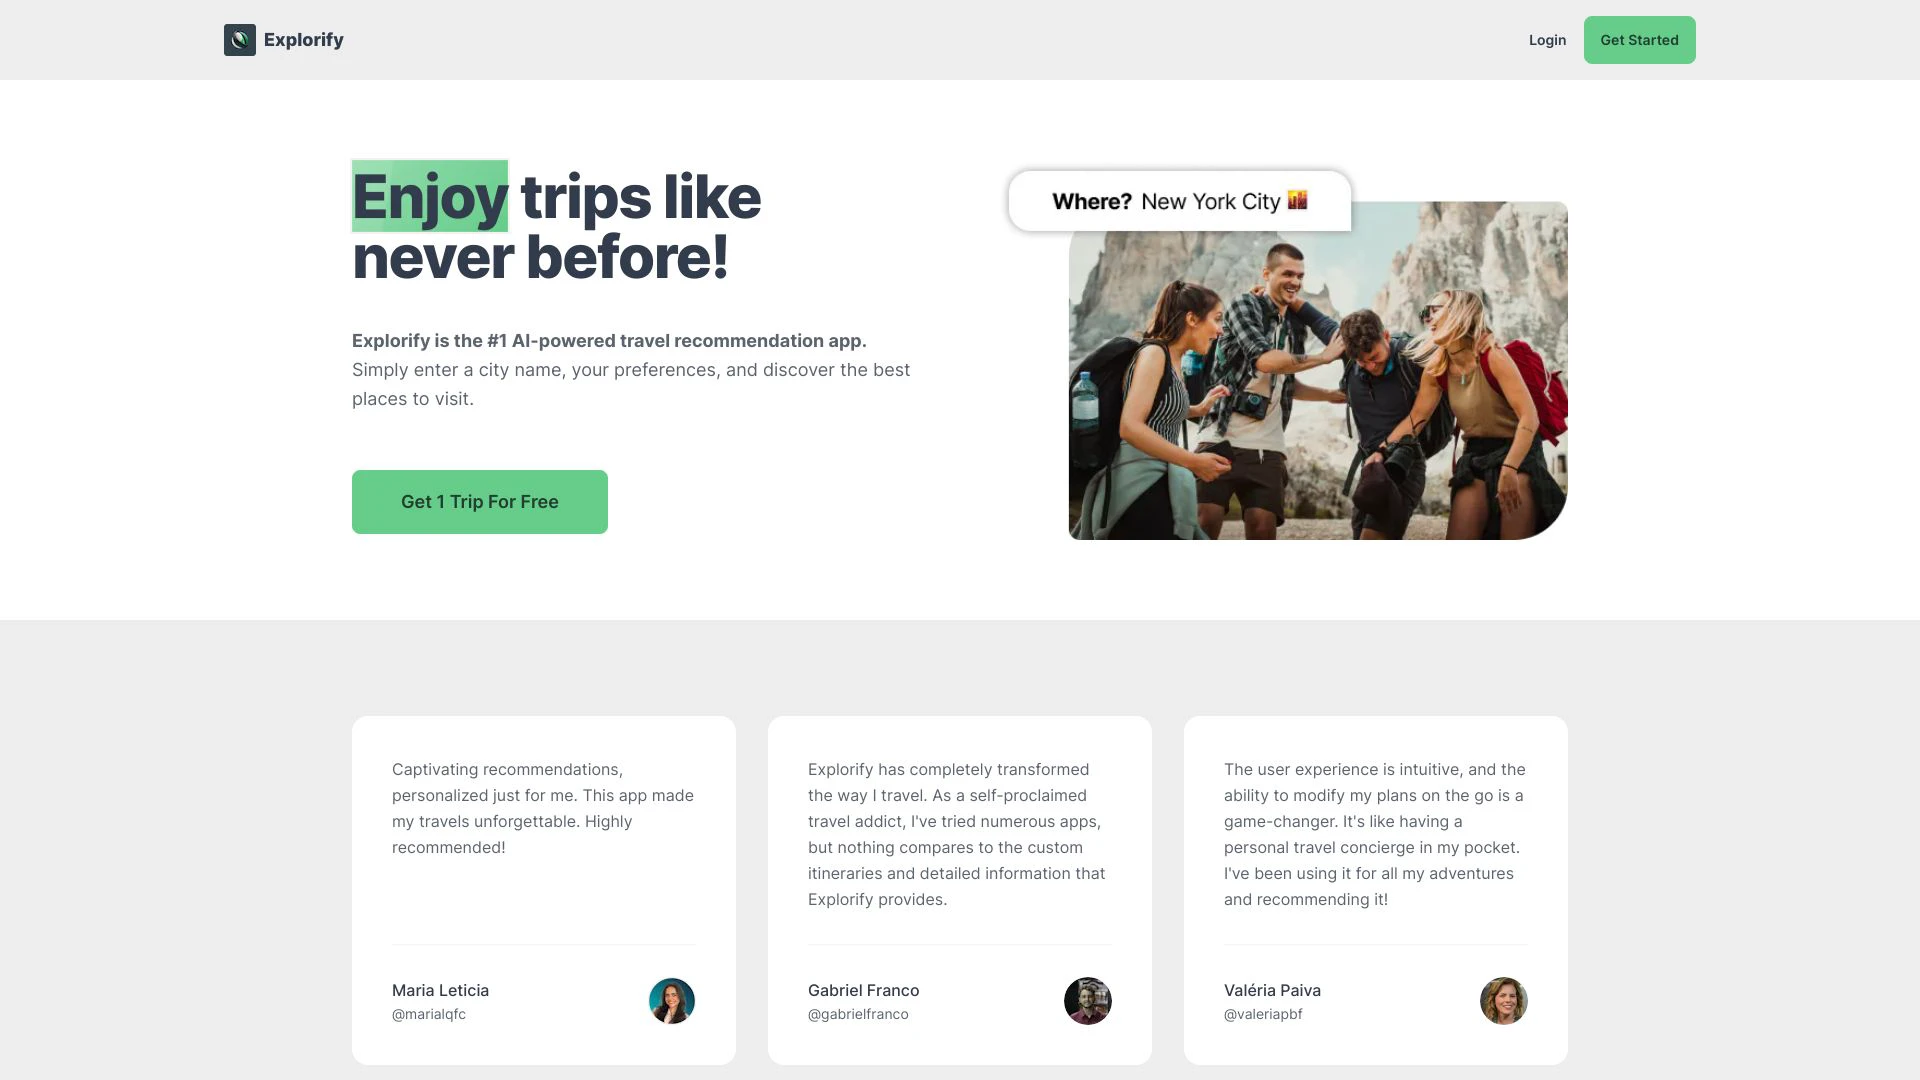 Explorify
Login
Get Started
Enjoy trips like
never before!
Explorify is the #1 AI-powered travel recommendation app.
Simply enter a city name, your preferences, and discover the best
places to visit.
Get 1 Trip For Free
Where? New York City
Captivating recommendations,
personalized just for me. This app made
my travels unforgettable. Highly
recommended!
Maria Leticia
@marialqfc
Explorify has completely transformed
the way I travel. As a self-proclaimed
travel addict, I've tried numerous apps,
but nothing compares to the custom
itineraries and detailed information that
Explorify provides.
Gabriel Franco
@gabrielfranco
The user experience is intuitive, and the
ability to modify my plans on the go is a
game-changer. It's like having a
personal travel concierge in my pocket.
I've been using it for all my adventures
and recommending it!
Valéria Paiva
@valeriapbf